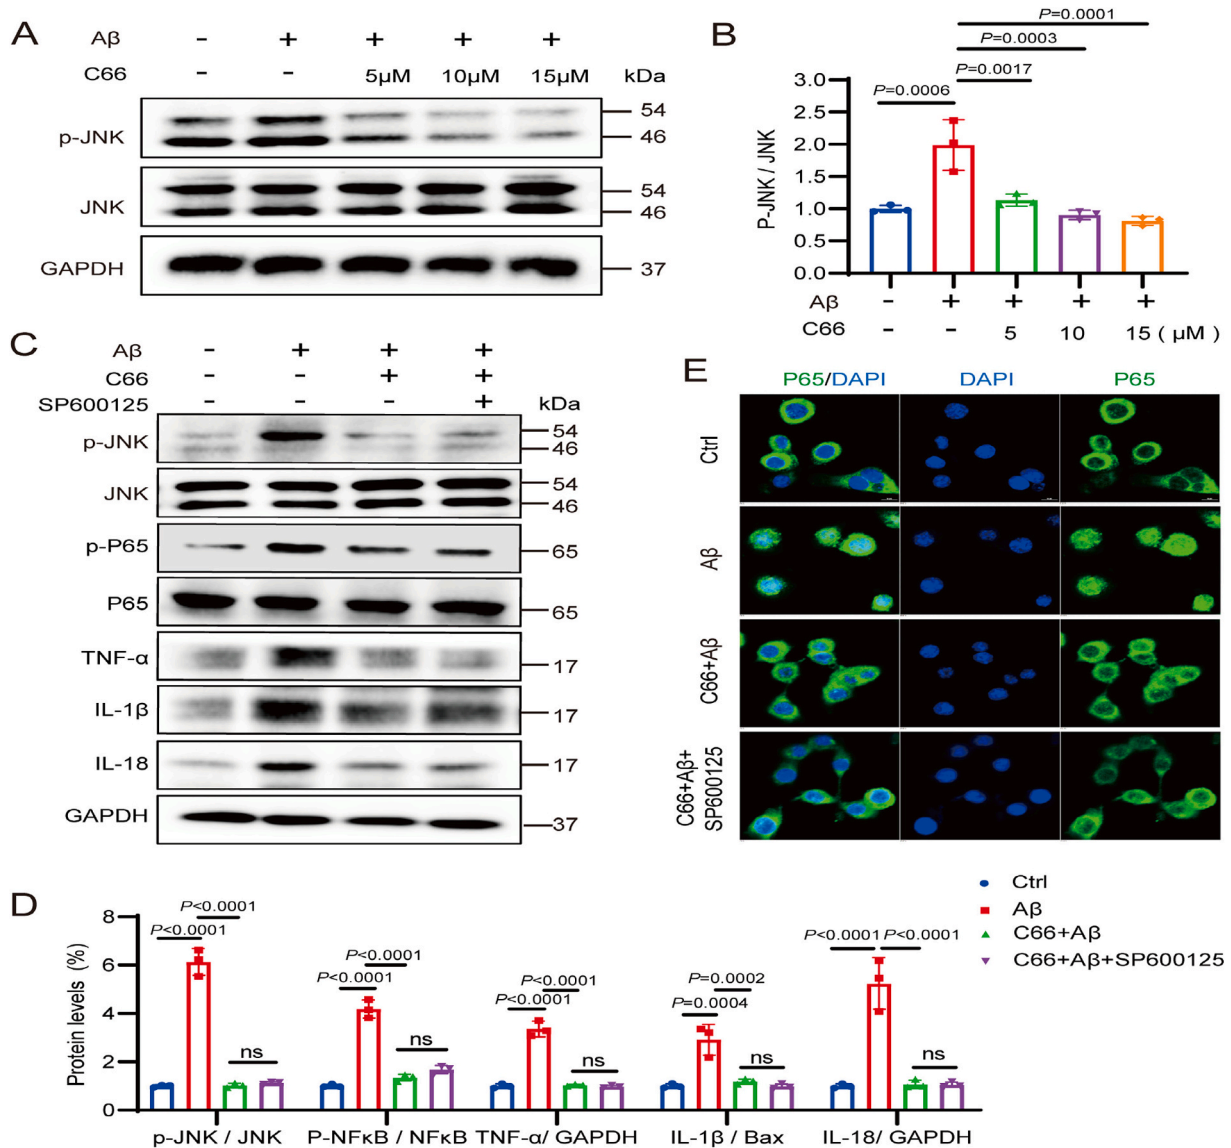 A
Aβ - + + + +
C66 - - 5μM 10μM 15μM kDa
p-JNK 54
46
JNK 54
46
GAPDH 37
B
P=0.0001
P=0.0003
P=0.0017
P=0.0006
P-JNK / JNK
3.0
2.5
2.0
1.5
1.0
0.5
0.0
Aβ - + + + +
C66 - - 5 10 15 ( μM )
C
Aβ - + + +
C66 - - + +
SP600125 - - - + kDa
p-JNK 54
46
JNK 54
46
p-P65 65
P65 65
TNF-α 17
IL-1β 17
IL-18 17
GAPDH 37
E
P65/DAPI DAPI P65
Ctrl
Aβ
C66+Aβ
C66+Aβ+
SP600125
D
Protein levels (%)
8
6
4
2
0
P<0.0001
P<0.0001
ns
P<0.0001
P<0.0001
ns
P<0.0001
P<0.0001
ns
P=0.0002
P=0.0004
ns
P<0.0001 P<0.0001
ns
p-JNK / JNK P-NFκB / NFκB TNF-α/ GAPDH IL-1β / Bax IL-18/ GAPDH
Ctrl
Aβ
C66+Aβ
C66+Aβ+SP600125